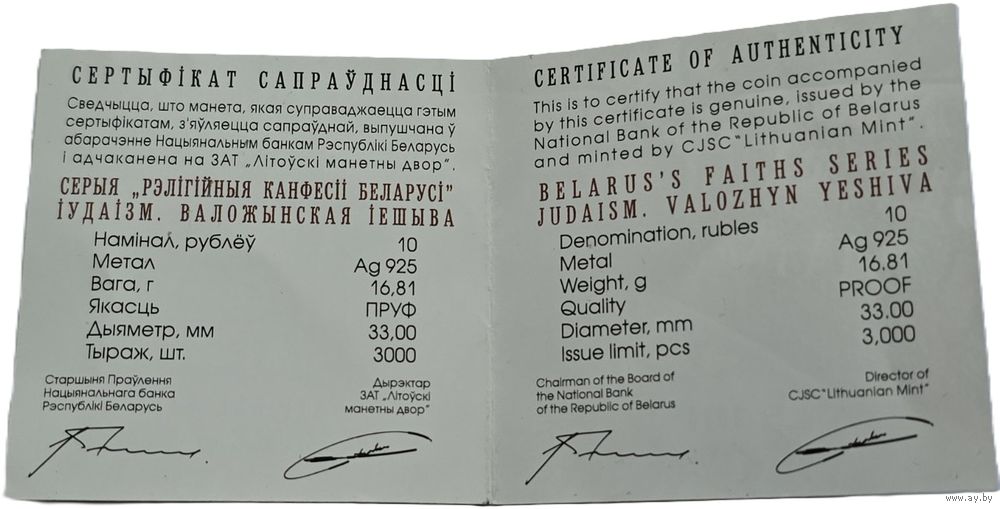 СЕРТЫФІКАТ САПРАЎДНАСЦІ
Сведчыцца, што манета, якая суправаджаецца гэтым
сертыфікатам, з'яўляецца сапраўднай, выпушчана ў
абарачэнне Нацыянальным банкам Рэспублікі Беларусь
і адчаканена на ЗАТ „Літоўскі манетны двор".
СЕРЫЯ „РЭЛІГІЙНЫЯ КАНФЕСІІ БЕЛАРУСІ"
ІУДАІЗМ. ВАЛОЖЫНСКАЯ ІЕШЫВА
Намінал, рублёў 10
Метал Ag 925
Вага, г 16,81
Якасць ПРУФ
Дыяметр, мм 33,00
Тыраж, шт. 3000
Старшыня Праўлення
Нацыянальнага банка
Рэспублікі Беларусь
Дырэктар
ЗАТ „Літоўскі
манетны двор"
CERTIFICATE OF AUTHENTICITY
This is to certify that the coin accompanied
by this certificate is genuine, issued by the
National Bank of the Republic of Belarus
and minted by CJSC "Lithuanian Mint".
BELARUS'S FAITHS SERIES
JUDAISM. VALOZHYN YESHIVA
Denomination, rubles 10
Metal Ag 925
Weight, g 16.81
Quality PROOF
Diameter, mm 33.00
Issue limit, pcs 3,000
Chairman of the Board of
the National Bank
of the Republic of Belarus
Director of
CJSC "Lithuanian Mint"
www.ay.by